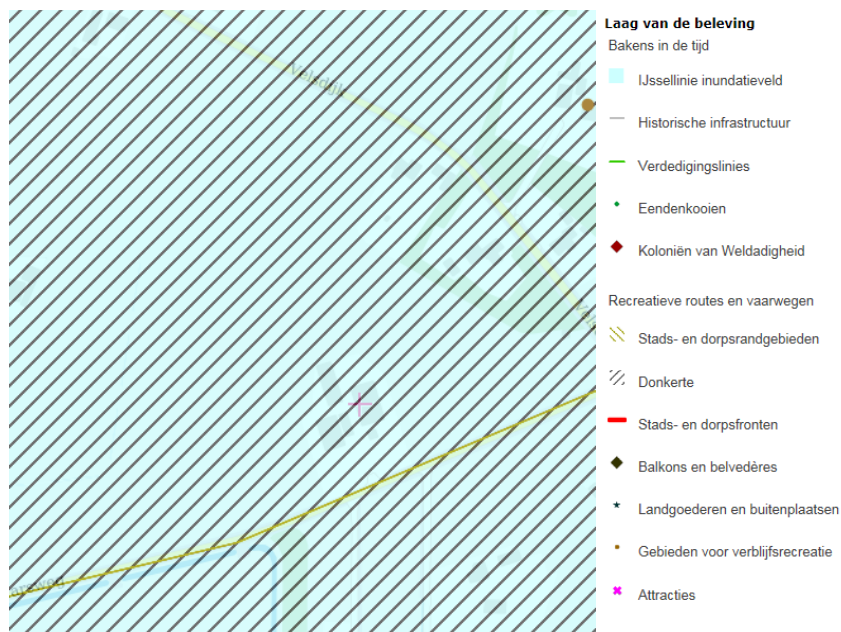 Laag van de beleving
Bakens in de tijd
IJssellinie inundatieveld
Historische infrastructuur
Verdedigingslinies
Eendenkooien
Koloniën van Weldadigheid
Recreatieve routes en vaarwegen
Stads- en dorpsrandgebieden
Donkerte
Stads- en dorpsfronten
Balkons en belvedères
Landgoederen en buitenplaatsen
Gebieden voor verblijfsrecreatie
Attracties
Velsdijk